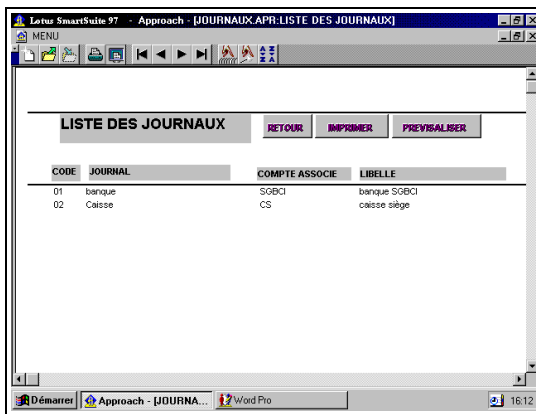 Lotus SmartSuite 97 - Approach - [JOURNAUX.APR:LISTE DES JOURNAUX]
MENU
LISTE DES JOURNAUX RETOUR IMPRIMER PREVISALISER
CODE JOURNAL COMPTE ASSOCIE LIBELLE
01 banque SGBCI banque SGBCI
02 Caisse CS caisse siège
Démarrer Approach - [JOURNA... Word Pro 16:12